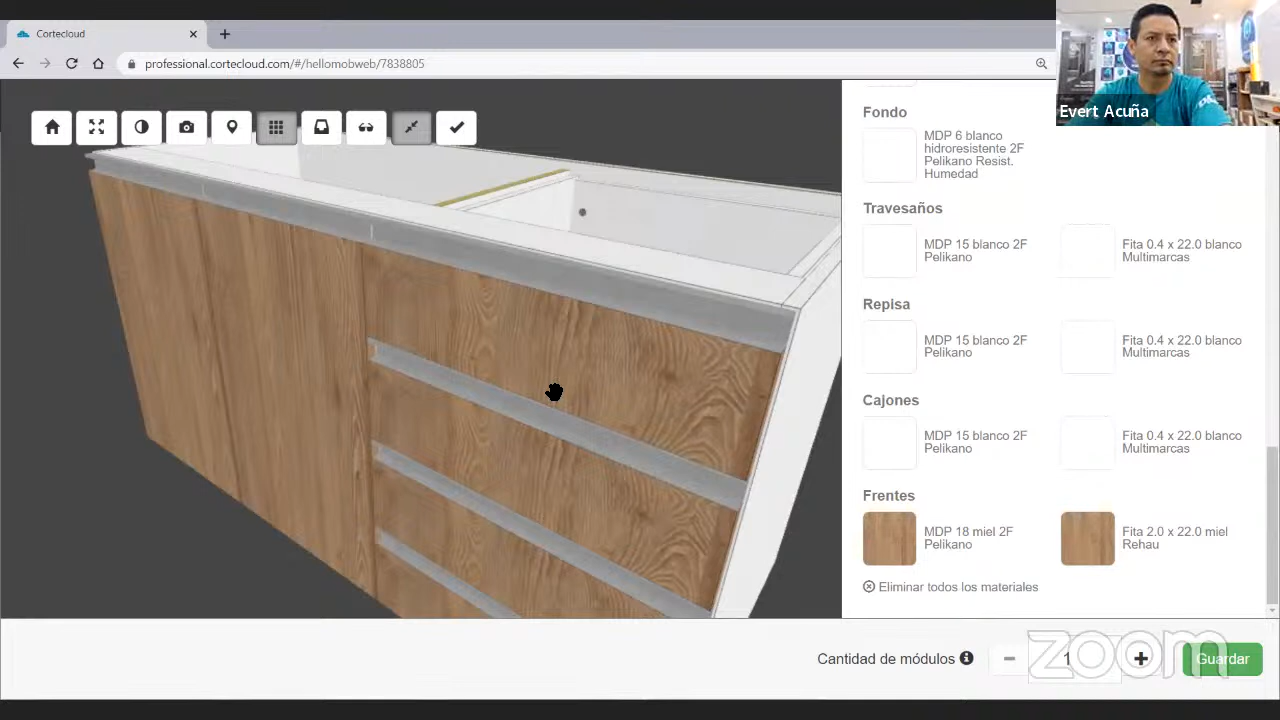 Cortecloud
professional.cortecloud.com/#/hellomobweb/7838805
Evert Acuña
Fondo
MDP 6 blanco
hidroresistente 2F
Pelikano Resist.
Humedad
Travesaños
MDP 15 blanco 2F
Pelikano
Fita 0.4 x 22.0 blanco
Multimarcas
Repisa
MDP 15 blanco 2F
Pelikano
Fita 0.4 x 22.0 blanco
Multimarcas
Cajones
MDP 15 blanco 2F
Pelikano
Fita 0.4 x 22.0 blanco
Multimarcas
Frentes
MDP 18 miel 2F
Pelikano
Fita 2.0 x 22.0 miel
Rehau
Eliminar todos los materiales
Cantidad de módulos
1
Guardar
zoom